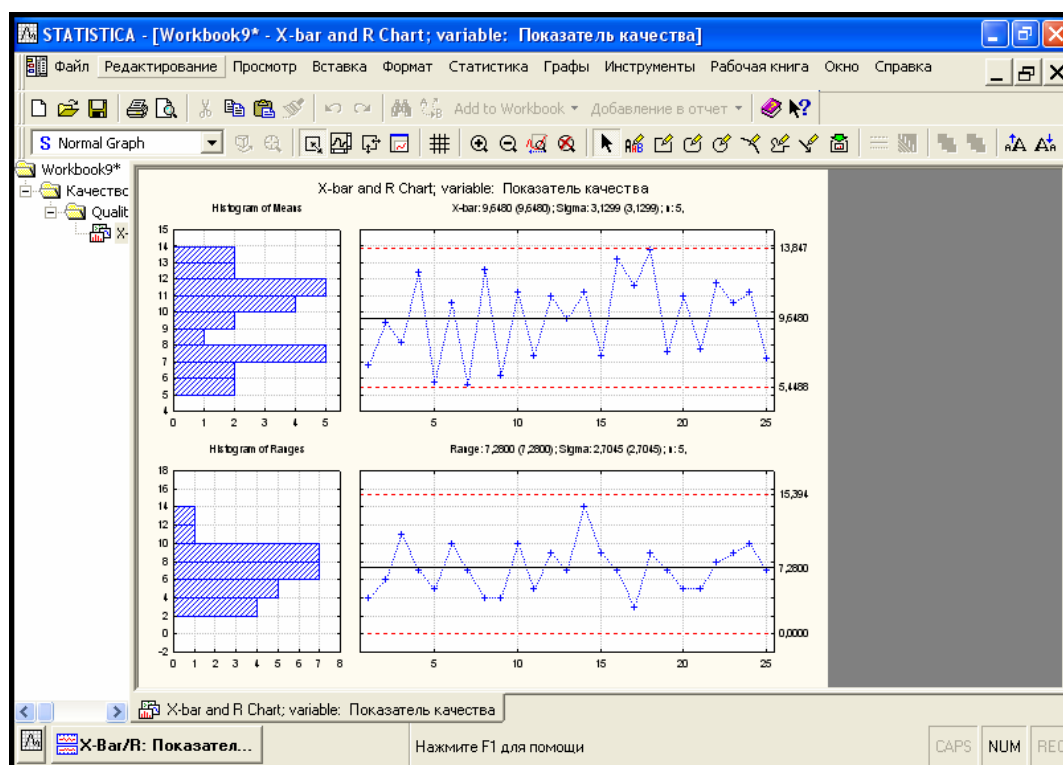 STATISTICA - [Workbook9* - X-bar and R Chart; variable: Показатель качества]
Файл Редактирование Просмотр Вставка Формат Статистика Графы Инструменты Рабочая книга Окно Справка
Add to Workbook Добавление в отчет
S Normal Graph
Workbook9*
Качествс
Qualit
X-
X-bar and R Chart; variable: Показатель качества
Histogram of Means
X-bar: 9,6480 (9,6480); Sigma: 3,1299 (3,1299); n: 5,
15
14
13
12
11
10
9
8
7
6
5
4
0 1 2 3 4 5 6
13,847
9,6480
5,4488
5 10 15 20 25
Histogram of Ranges
Range: 7,2800 (7,2800); Sigma: 2,7045 (2,7045); n: 5,
18
16
14
12
10
8
6
4
2
0
-2
0 1 2 3 4 5 6 7 8
15,394
7,2800
0,0000
5 10 15 20 25
X-bar and R Chart; variable: Показатель качества
X-Bar/R: Показател...
Нажмите F1 для помощи
CAPS NUM REC